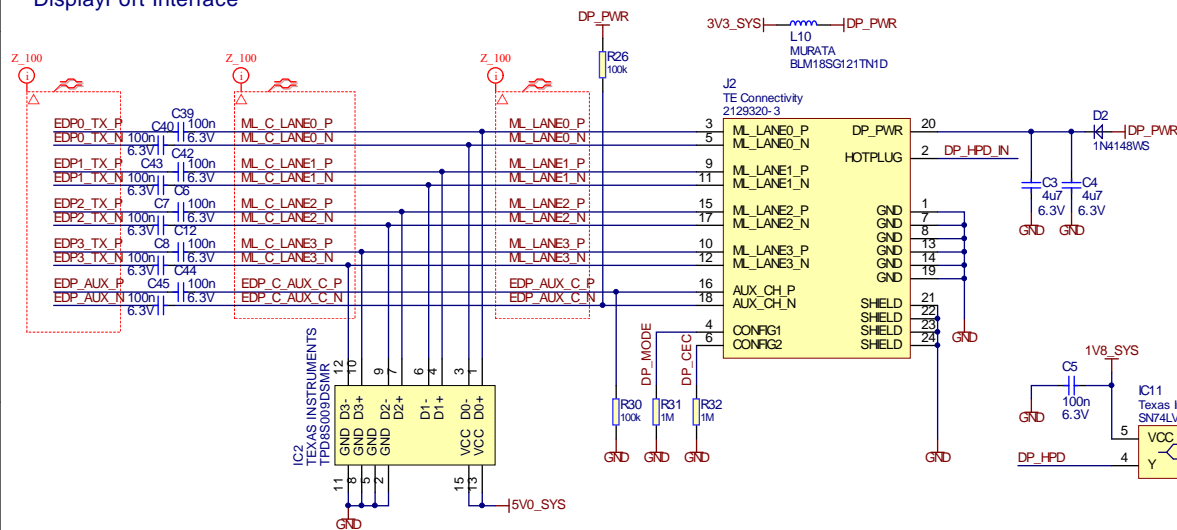 DisplayPort Interface
DP_PWR
3V3_SYS
DP_PWR
L10
MURATA
BLM18SG121TN1D
R26
100k
Z_100
i
Z_100
i
Z_100
i
J2
TE Connectivity
2129320-3
EDP0_TX_P
C39
100n
ML_C_LANE0_P
ML_LANE0_P
3
ML_LANE0_P
DP_PWR
20
D2
DP_PWR
1N4148WS
EDP0_TX_N
100n
C40
6.3V
6.3V
ML_C_LANE0_N
ML_LANE0_N
5
ML_LANE0_N
HOTPLUG
2
DP_HPD_IN
EDP1_TX_P
C43
C42
100n
ML_C_LANE1_P
ML_LANE1_P
9
ML_LANE1_P
EDP1_TX_N
100n
6.3V
6.3V
ML_C_LANE1_N
ML_LANE1_N
11
ML_LANE1_N
C3
4u7
6.3V
C4
4u7
6.3V
GND
GND
EDP2_TX_P
C7
C6
100n
ML_C_LANE2_P
ML_LANE2_P
15
ML_LANE2_P
GND
1
EDP2_TX_N
100n
6.3V
6.3V
ML_C_LANE2_N
ML_LANE2_N
17
ML_LANE2_N
GND
7
GND
8
EDP3_TX_P
C8
C12
100n
ML_C_LANE3_P
ML_LANE3_P
10
ML_LANE3_P
GND
13
EDP3_TX_N
100n
6.3V
6.3V
ML_C_LANE3_N
ML_LANE3_N
12
ML_LANE3_N
GND
14
GND
19
EDP_AUX_P
C45
C44
100n
EDP_C_AUX_C_P
EDP_AUX_C_P
16
AUX_CH_P
EDP_AUX_N
100n
6.3V
6.3V
EDP_C_AUX_C_N
EDP_AUX_C_N
18
AUX_CH_N
SHIELD
21
SHIELD
22
4
CONFIG1
SHIELD
23
6
CONFIG2
SHIELD
24
GND
DP_MODE
DP_CEC
R30
100k
R31
1M
R32
1M
GND
GND
GND
GND
IC2
TEXAS INSTRUMENTS
TPD8S009DSMR
12
10
9
7
6
4
3
1
D3-
D3+
D2-
D2+
D1-
D1+
D0-
D0+
GND
GND
GND
GND
VCC
VCC
11
8
5
2
15
13
5V0_SYS
GND
1V8_SYS
C5
100n
6.3V
GND
IC11
Texas
SN74LV
5
VCC
DP_HPD
4
Y